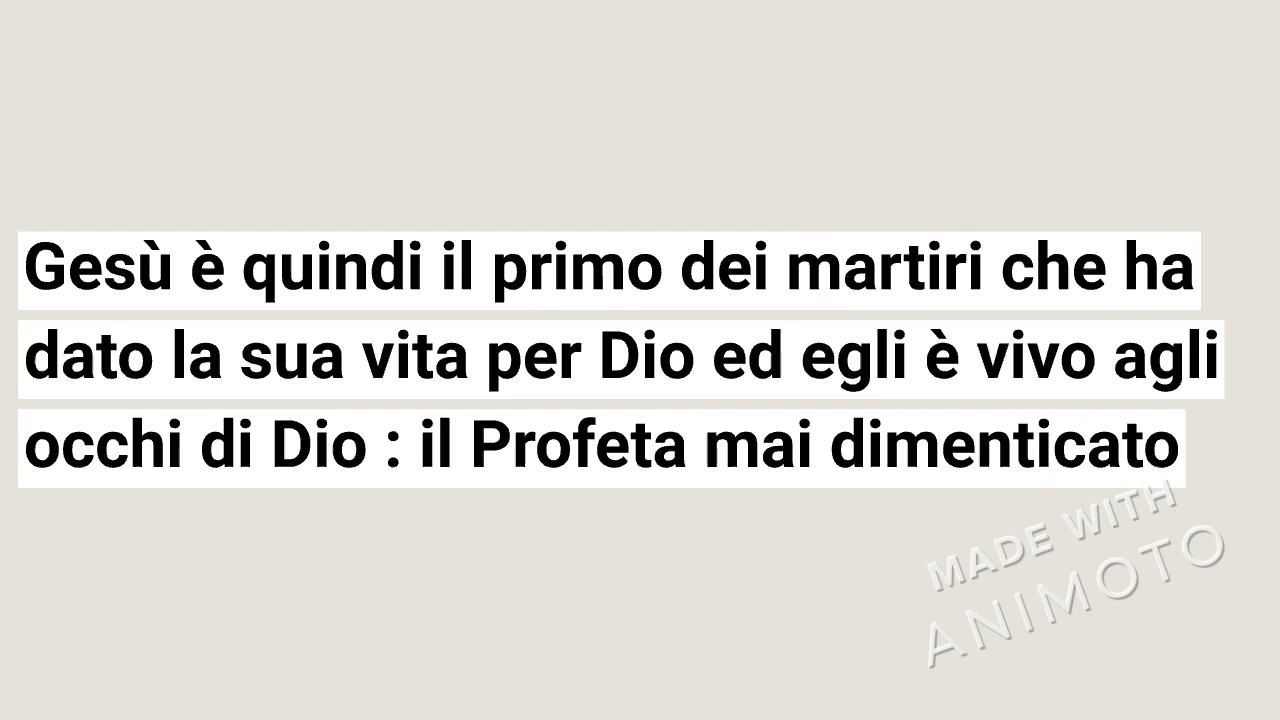 Gesù è quindi il primo dei martiri che ha
dato la sua vita per Dio ed egli è vivo agli
occhi di Dio : il Profeta mai dimenticato
MADE WITH
ANIMOTO